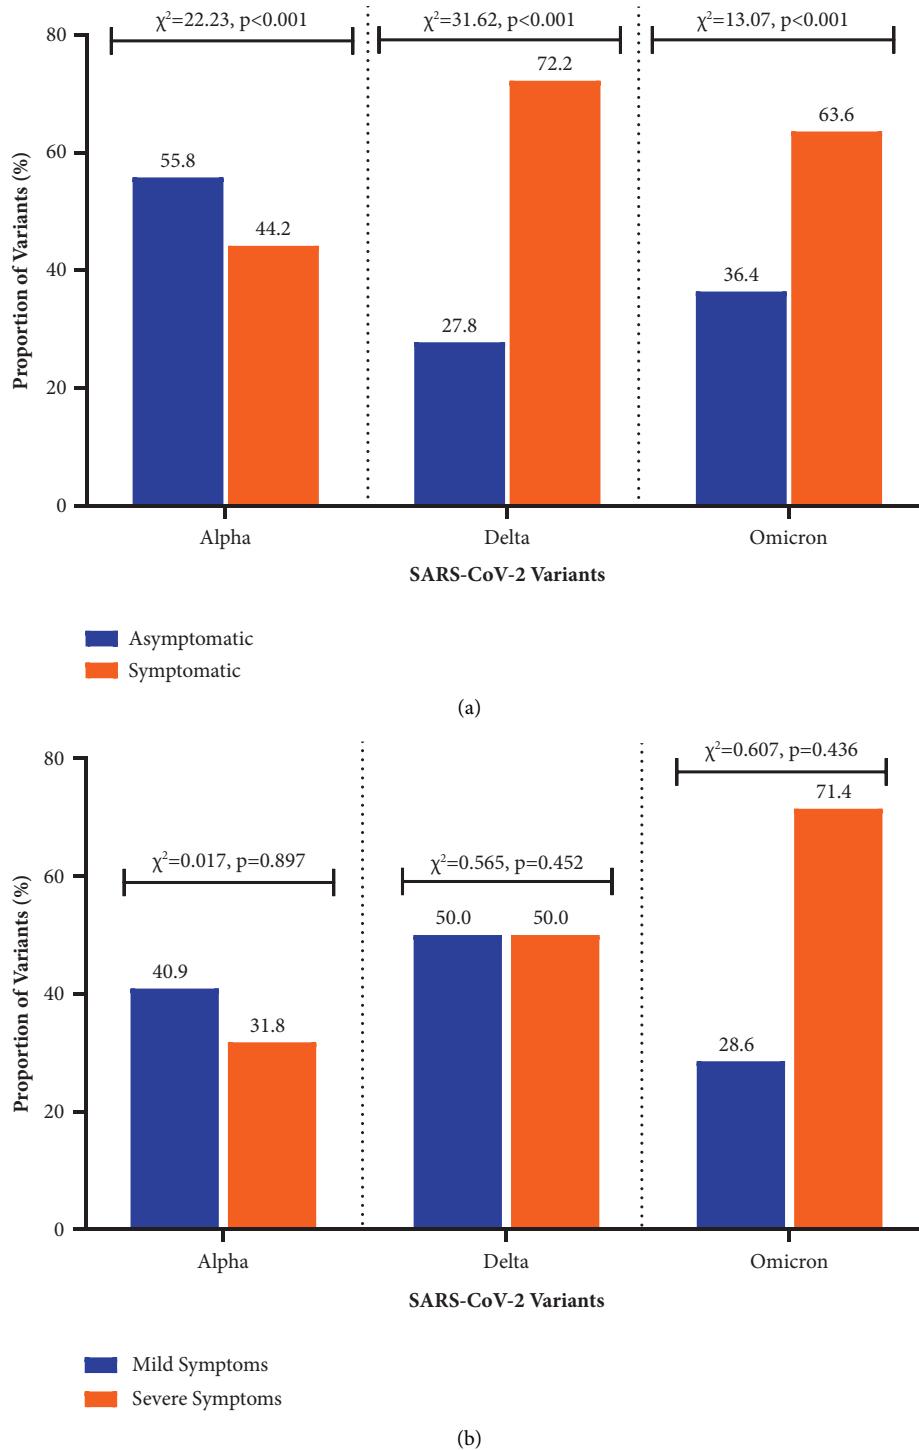 χ²=22.23, p<0.001 χ²=31.62, p<0.001 χ²=13.07, p<0.001
Proportion of Variants (%)
80
60
40
20
0
55.8
44.2
27.8
72.2
36.4
63.6
Alpha Delta Omicron
SARS-CoV-2 Variants
Asymptomatic
Symptomatic
(a)
χ²=0.017, p=0.897 χ²=0.565, p=0.452 χ²=0.607, p=0.436
Proportion of Variants (%)
80
60
40
20
0
40.9
31.8
50.0
50.0
28.6
71.4
Alpha Delta Omicron
SARS-CoV-2 Variants
Mild Symptoms
Severe Symptoms
(b)